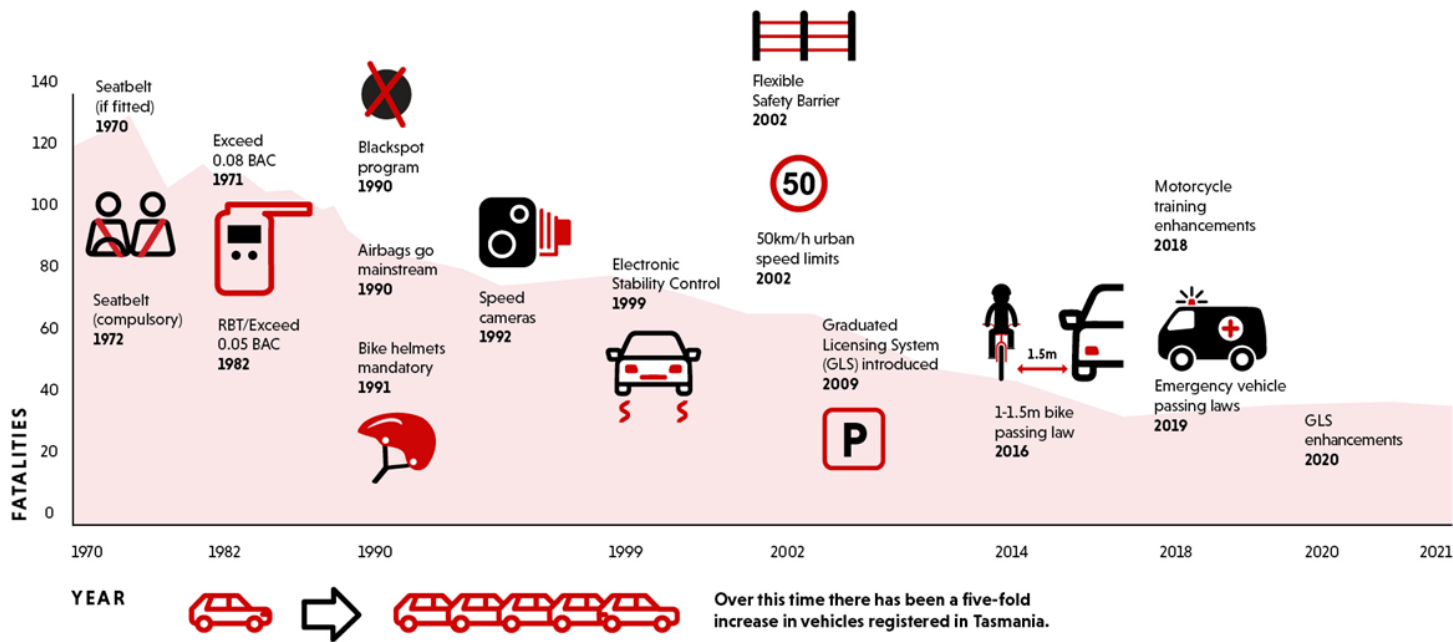 140
120
100
80
60
40
20
0
FATALITIES
Seatbelt
(if fitted)
1970
Seatbelt
(compulsory)
1972
Exceed
0.08 BAC
1971
RBT/Exceed
0.05 BAC
1982
Blackspot
program
1990
Airbags go
mainstream
1990
Bike helmets
mandatory
1991
Speed
cameras
1992
Electronic
Stability Control
1999
Flexible
Safety Barrier
2002
50
50km/h urban
speed limits
2002
Graduated
Licensing System
(GLS) introduced
2009
P
1.5m
1-1.5m bike
passing law
2016
Motorcycle
training
enhancements
2018
Emergency vehicle
passing laws
2019
GLS
enhancements
2020
1970
1982
1990
1999
2002
2014
2018
2020
2021
YEAR
Over this time there has been a five-fold
increase in vehicles registered in Tasmania.